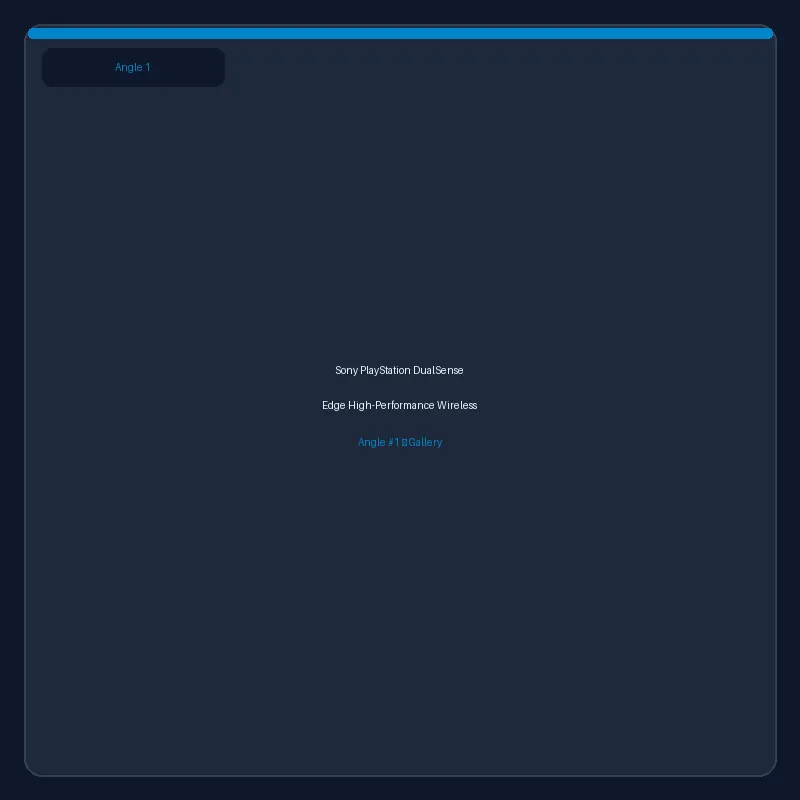 Angle 1
Sony PlayStation DualSense
Edge High-Performance Wireless
Angle #1 Gallery